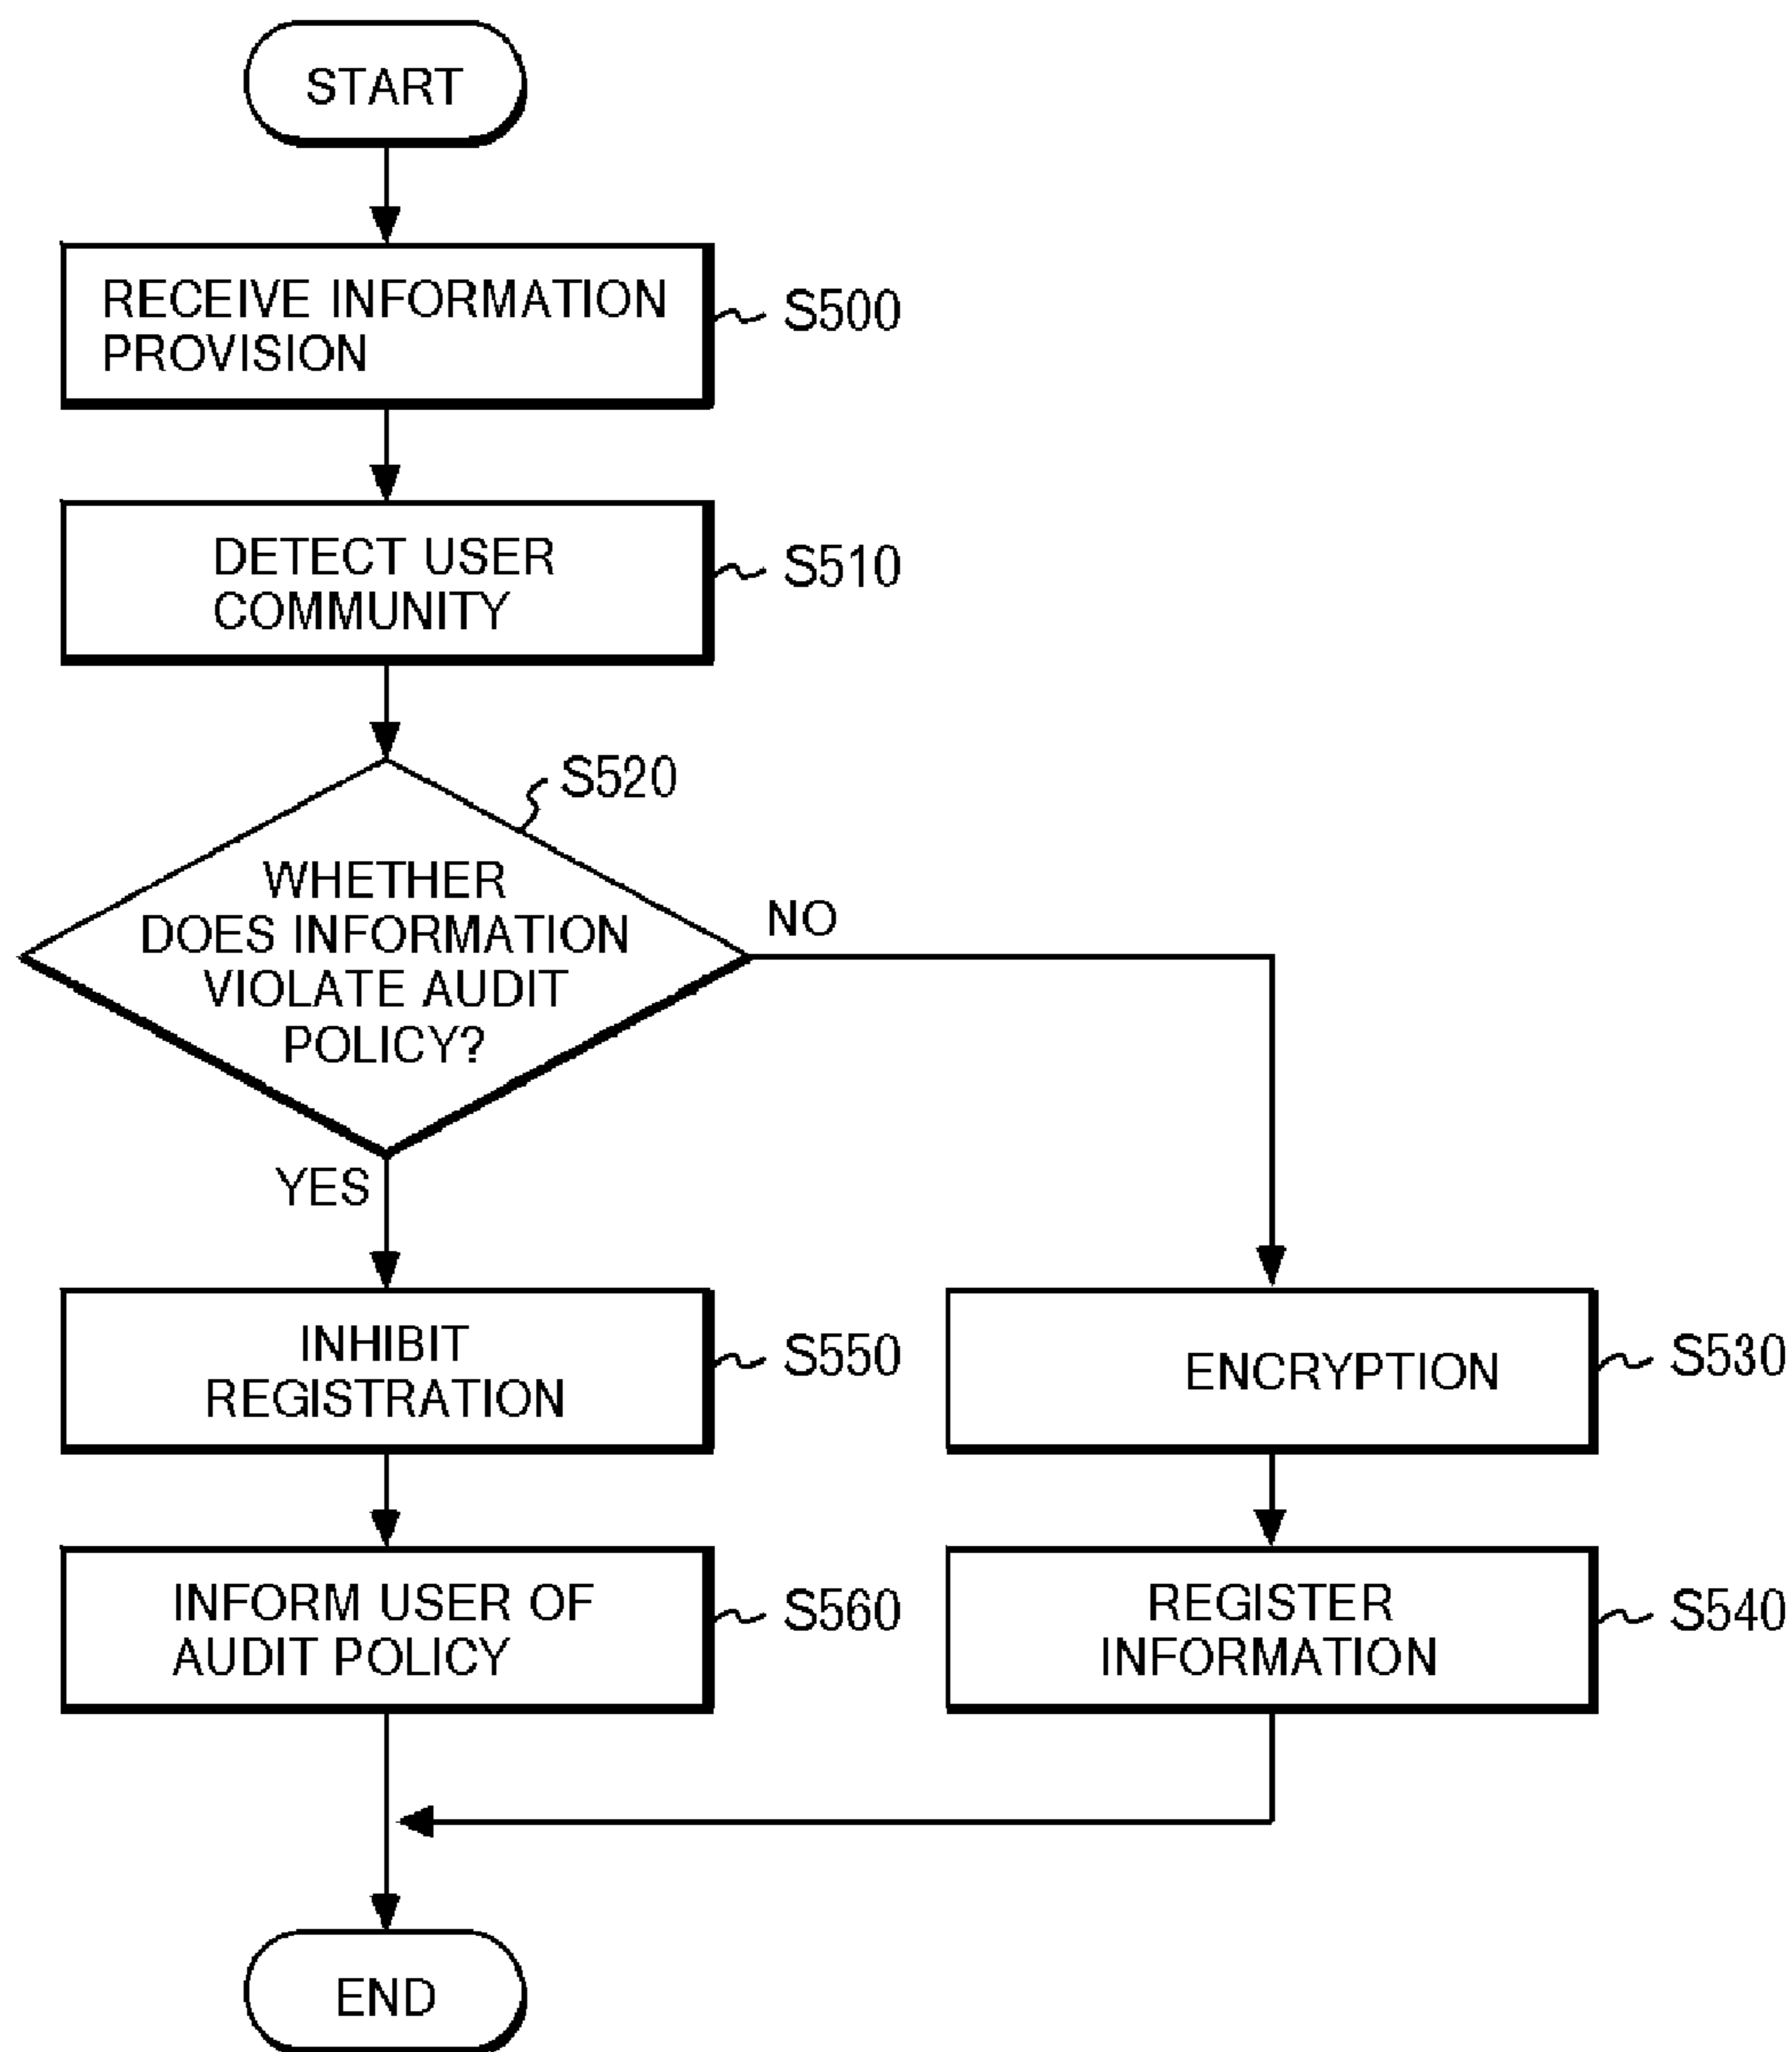 START
RECEIVE INFORMATION
PROVISION
S500
DETECT USER
COMMUNITY
S510
S520
WHETHER
DOES INFORMATION
VIOLATE AUDIT
POLICY?
NO
YES
INHIBIT
REGISTRATION
S550
ENCRYPTION
S530
INFORM USER OF
AUDIT POLICY
S560
REGISTER
INFORMATION
S540
END